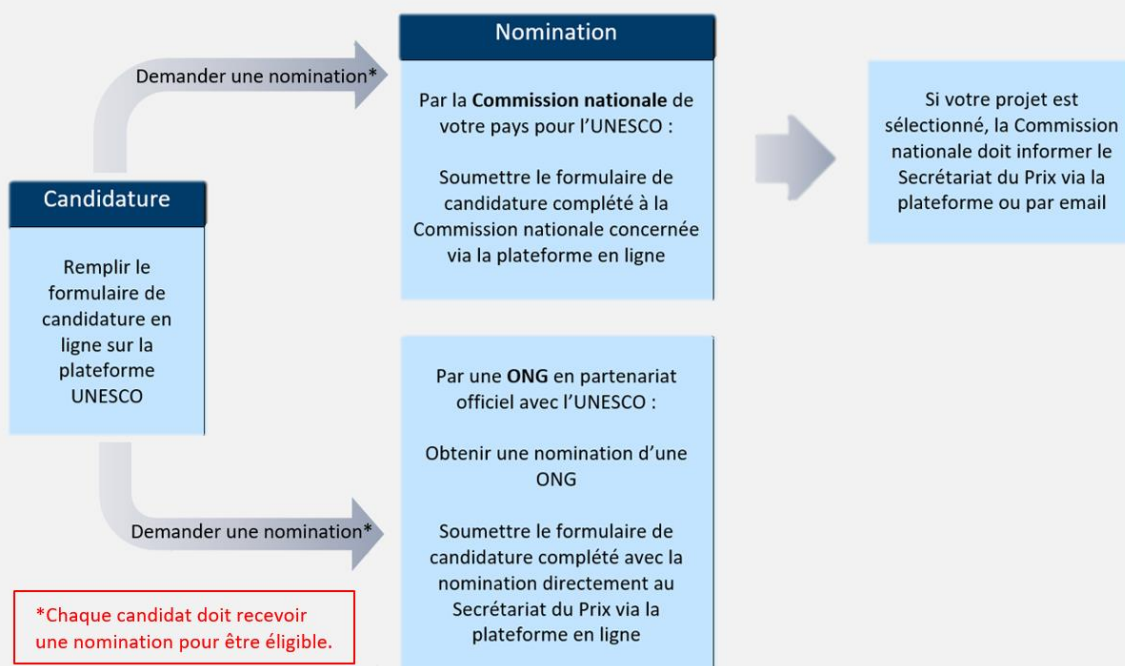 Candidature
Remplir le
formulaire de
candidature en
ligne sur la
plateforme
UNESCO
Demander une nomination*
Nomination
Par la Commission nationale de
votre pays pour l’UNESCO :
Soumettre le formulaire de
candidature complété à la
Commission nationale concernée
via la plateforme en ligne
Si votre projet est
sélectionné, la Commission
nationale doit informer le
Secrétariat du Prix via la
plateforme ou par email
Demander une nomination*
Par une ONG en partenariat
officiel avec l’UNESCO :
Obtenir une nomination d’une
ONG
Soumettre le formulaire de
candidature complété avec la
nomination directement au
Secrétariat du Prix via la
plateforme en ligne
*Chaque candidat doit recevoir
une nomination pour être éligible.